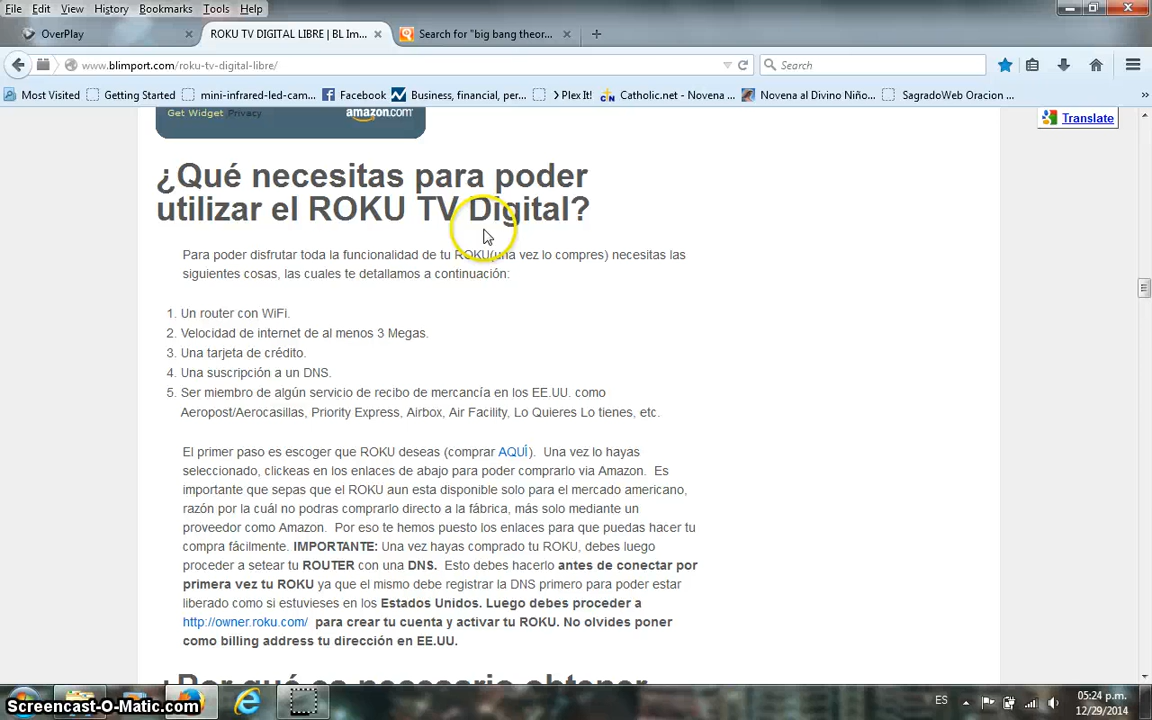 File Edit View History Bookmarks Tools Help
OverPlay
ROKU TV DIGITAL LIBRE | BL Im...
Search for "big bang theor...
www.blimport.com/roku-tv-digital-libre/
Search
Most Visited Getting Started mini-infrared-led-cam... Facebook Business, financial, per... > Plex It! Catholic.net - Novena ... Novena al Divino Niño... SagradoWeb Oracion ...
Get Widget Privacy amazon.com
Translate
¿Qué necesitas para poder
utilizar el ROKU TV Digital?
Para poder disfrutar toda la funcionalidad de tu ROKU(una vez lo compres) necesitas las
siguientes cosas, las cuales te detallamos a continuación:
1. Un router con WiFi.
2. Velocidad de internet de al menos 3 Megas.
3. Una tarjeta de crédito.
4. Una suscripción a un DNS.
5. Ser miembro de algún servicio de recibo de mercancía en los EE.UU. como
Aeropost/Aerocasillas, Priority Express, Airbox, Air Facility, Lo Quieres Lo tienes, etc.
El primer paso es escoger que ROKU deseas (comprar AQUÍ). Una vez lo hayas
seleccionado, clickeas en los enlaces de abajo para poder comprarlo via Amazon. Es
importante que sepas que el ROKU aun esta disponible solo para el mercado americano,
razón por la cuál no podras comprarlo directo a la fábrica, más solo mediante un
proveedor como Amazon. Por eso te hemos puesto los enlaces para que puedas hacer tu
compra fácilmente. IMPORTANTE: Una vez hayas comprado tu ROKU, debes luego
proceder a setear tu ROUTER con una DNS. Esto debes hacerlo antes de conectar por
primera vez tu ROKU ya que el mismo debe registrar la DNS primero para poder estar
liberado como si estuvieses en los Estados Unidos. Luego debes proceder a
http://owner.roku.com/ para crear tu cuenta y activar tu ROKU. No olvides poner
como billing address tu dirección en EE.UU.
¿Por qué es necesario obtener
Screencast-O-Matic.com
ES
05:24 p.m.
12/29/2014